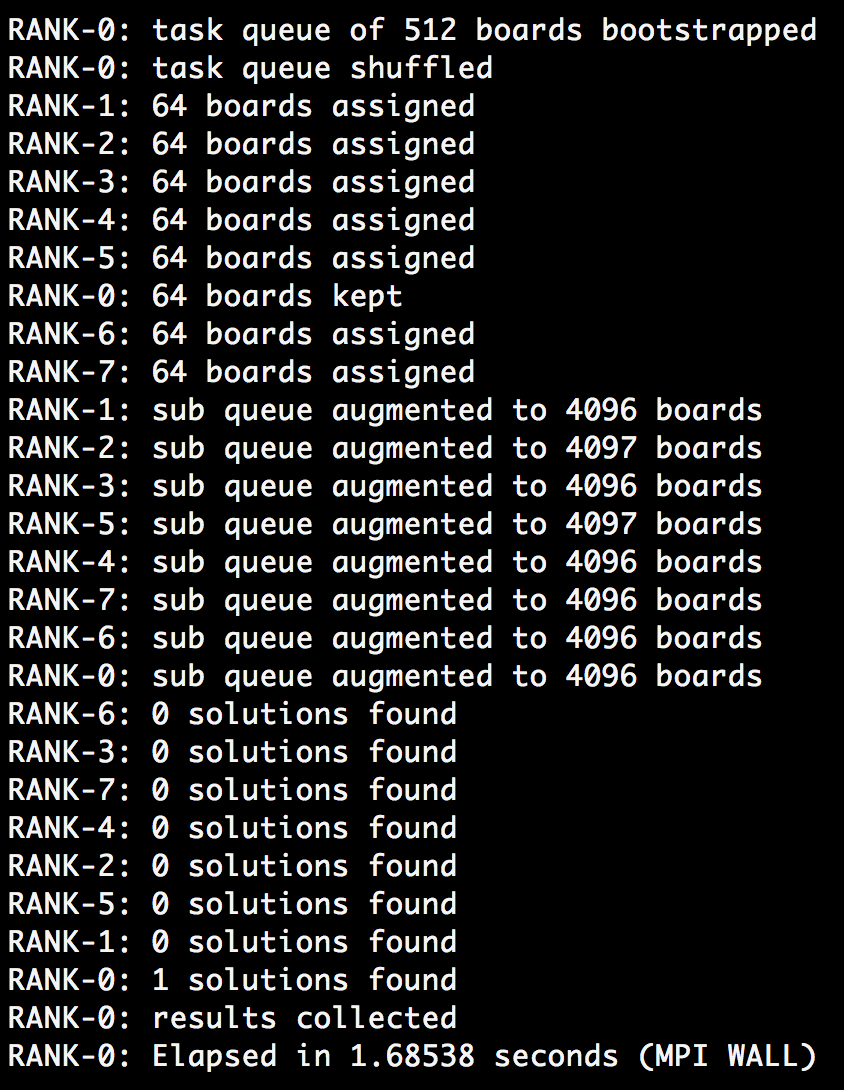 RANK-0: task queue of 512 boards bootstrapped
RANK-0: task queue shuffled
RANK-1: 64 boards assigned
RANK-2: 64 boards assigned
RANK-3: 64 boards assigned
RANK-4: 64 boards assigned
RANK-5: 64 boards assigned
RANK-0: 64 boards kept
RANK-6: 64 boards assigned
RANK-7: 64 boards assigned
RANK-1: sub queue augmented to 4096 boards
RANK-2: sub queue augmented to 4097 boards
RANK-3: sub queue augmented to 4096 boards
RANK-5: sub queue augmented to 4097 boards
RANK-4: sub queue augmented to 4096 boards
RANK-7: sub queue augmented to 4096 boards
RANK-6: sub queue augmented to 4096 boards
RANK-0: sub queue augmented to 4096 boards
RANK-6: 0 solutions found
RANK-3: 0 solutions found
RANK-7: 0 solutions found
RANK-4: 0 solutions found
RANK-2: 0 solutions found
RANK-5: 0 solutions found
RANK-1: 0 solutions found
RANK-0: 1 solutions found
RANK-0: results collected
RANK-0: Elapsed in 1.68538 seconds (MPI WALL)